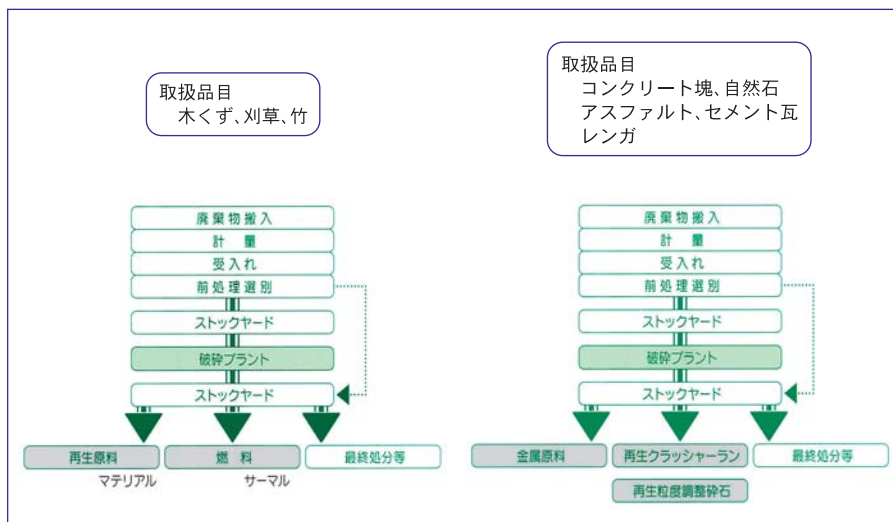 取扱品目
木くず、刈草、竹
廃棄物搬入
計 量
受入れ
前処理選別
ストックヤード
破砕プラント
ストックヤード
再生原料
燃 料
最終処分等
マテリアル
サーマル
取扱品目
コンクリート塊、自然石
アスファルト、セメント瓦
レンガ
廃棄物搬入
計 量
受入れ
前処理選別
ストックヤード
破砕プラント
ストックヤード
金属原料
再生クラッシャーラン
最終処分等
再生粒度調整砕石